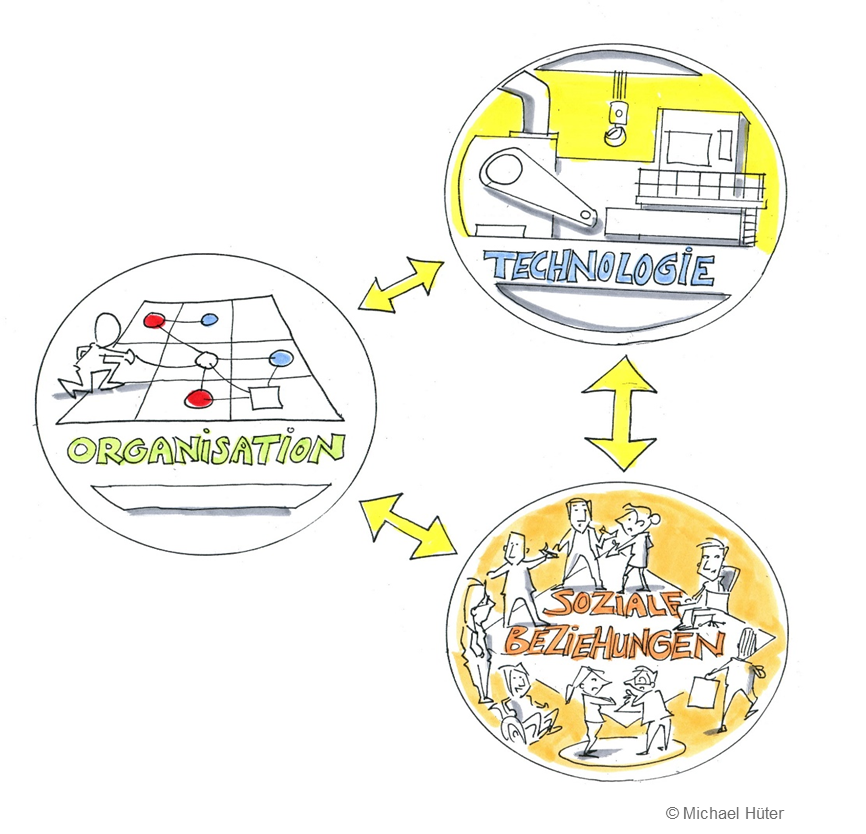 TECHNOLOGIE
ORGANiSATiON
SOZIALE
BEZiEHUNGEN
© Michael Hüter